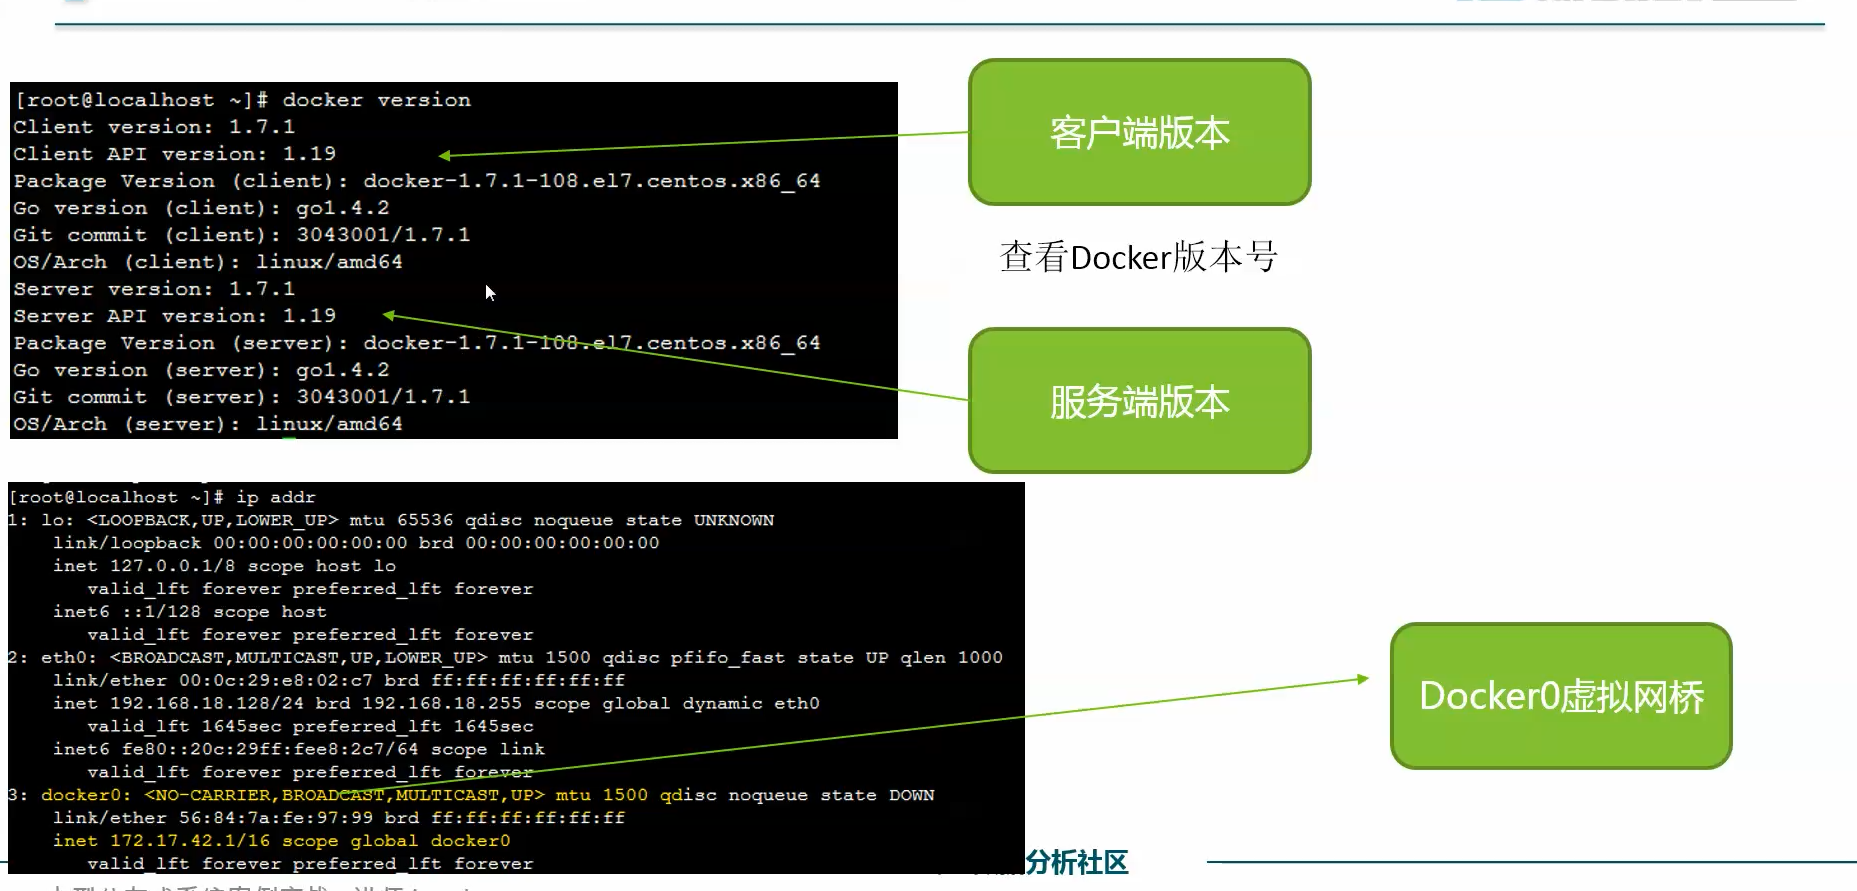 [root@localhost ~]# docker version
Client version: 1.7.1
Client API version: 1.19
Package Version (client): docker-1.7.1-108.el7.centos.x86_64
Go version (client): go1.4.2
Git commit (client): 3043001/1.7.1
OS/Arch (client): linux/amd64
Server version: 1.7.1
Server API version: 1.19
Package Version (server): docker-1.7.1-108.el7.centos.x86_64
Go version (server): go1.4.2
Git commit (server): 3043001/1.7.1
OS/Arch (server): linux/amd64
客户端版本
查看Docker版本号
服务端版本
[root@localhost ~]# ip addr
1: lo: <LOOPBACK,UP,LOWER_UP> mtu 65536 qdisc noqueue state UNKNOWN
link/loopback 00:00:00:00:00:00 brd 00:00:00:00:00:00
inet 127.0.0.1/8 scope host lo
valid_lft forever preferred_lft forever
inet6 ::1/128 scope host
valid_lft forever preferred_lft forever
2: eth0: <BROADCAST,MULTICAST,UP,LOWER_UP> mtu 1500 qdisc pfifo_fast state UP qlen 1000
link/ether 00:0c:29:e8:02:c7 brd ff:ff:ff:ff:ff:ff
inet 192.168.18.128/24 brd 192.168.18.255 scope global dynamic eth0
valid_lft 1645sec preferred_lft 1645sec
inet6 fe80::20c:29ff:fee8:2c7/64 scope link
valid_lft forever preferred_lft forever
3: docker0: <NO-CARRIER,BROADCAST,MULTICAST,UP> mtu 1500 qdisc noqueue state DOWN
link/ether 56:84:7a:fe:97:99 brd ff:ff:ff:ff:ff:ff
inet 172.17.42.1/16 scope global docker0
valid_lft forever preferred_lft forever
Docker0虚拟网桥
分析社区